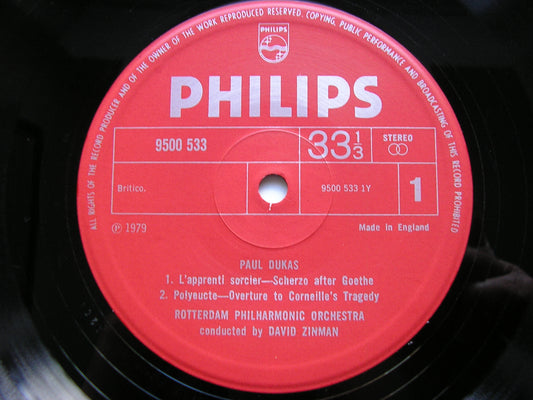 ALL RIGHTS OF THE RECORD PRODUCER AND OF THE OWNER OF THE WORK REPRODUCED RESERVED. COPYING, PUBLIC PERFORMANCE AND BROADCASTING OF THIS RECORD PROHIBITED
PHILIPS
PHILIPS
9500 533
33 1/3
STEREO
Britico.
9500 533 1Y
1
℗ 1979
Made in England
PAUL DUKAS
1. L'apprenti sorcier—Scherzo after Goethe
2. Polyeucte—Overture to Corneille's Tragedy
ROTTERDAM PHILHARMONIC ORCHESTRA
conducted by DAVID ZINMAN